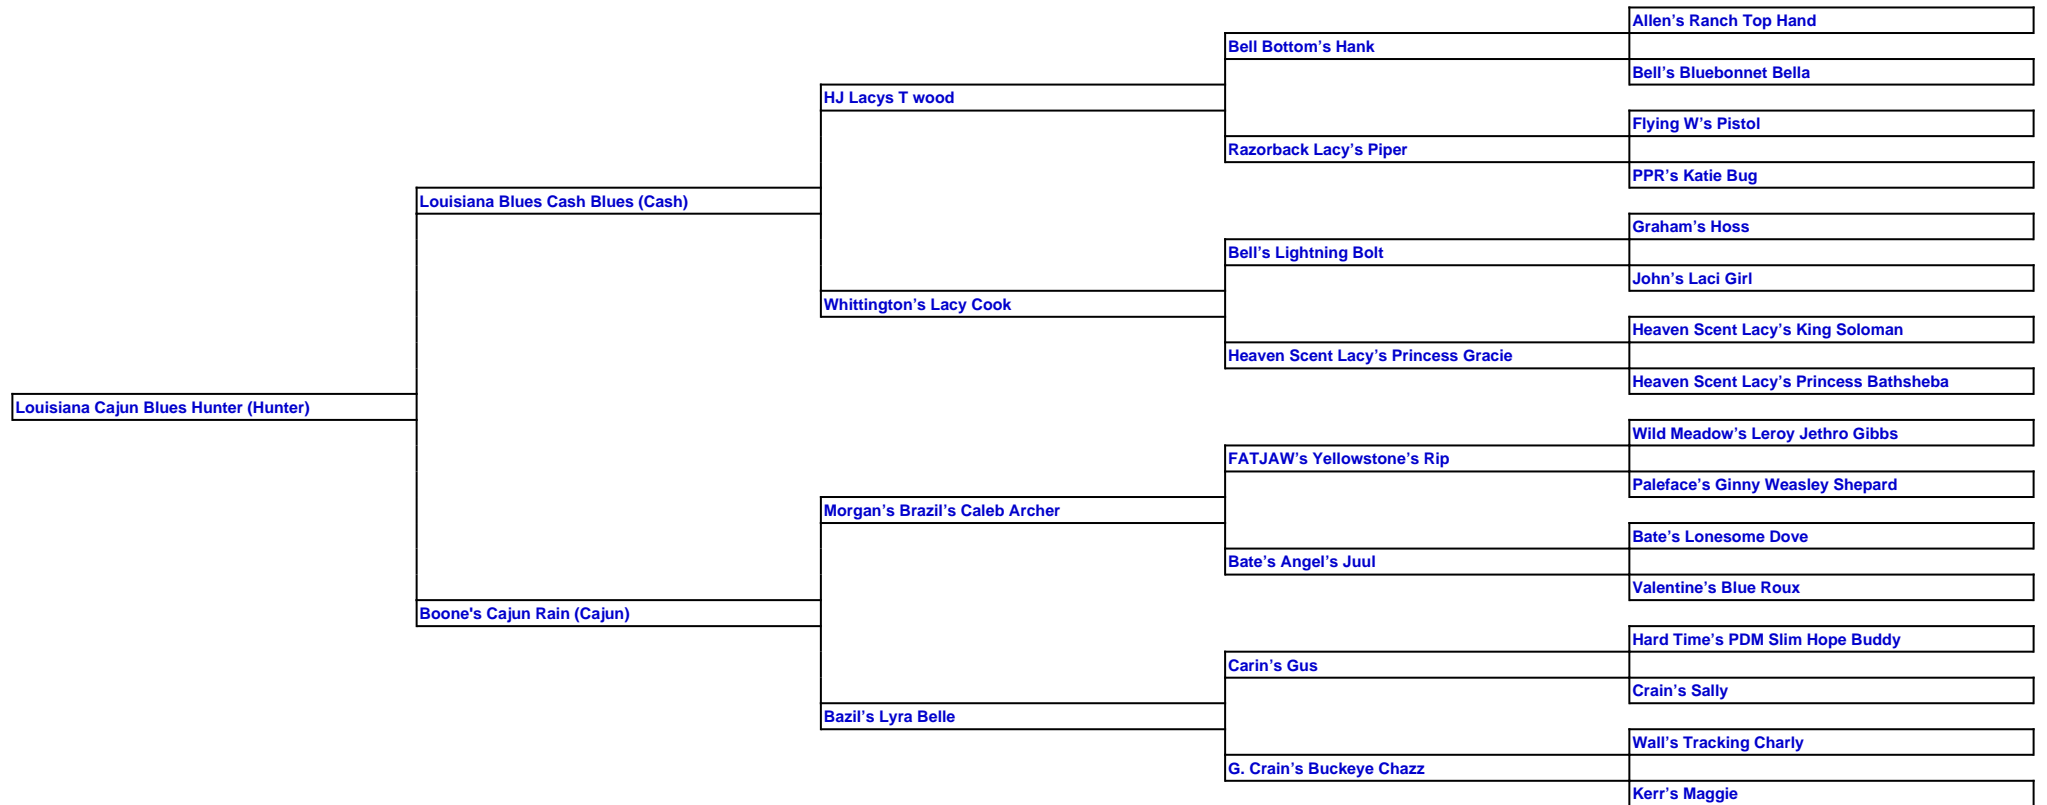 Allen’s Ranch Top Hand
Bell Bottom’s Hank
Bell’s Bluebonnet Bella
HJ Lacys T wood
Flying W’s Pistol
Razorback Lacy’s Piper
PPR’s Katie Bug
Louisiana Blues Cash Blues (Cash)
Graham’s Hoss
Bell’s Lightning Bolt
John’s Laci Girl
Whittington’s Lacy Cook
Heaven Scent Lacy’s King Soloman
Heaven Scent Lacy’s Princess Gracie
Heaven Scent Lacy’s Princess Bathsheba
Louisiana Cajun Blues Hunter (Hunter)
Wild Meadow’s Leroy Jethro Gibbs
FATJAW’s Yellowstone’s Rip
Paleface’s Ginny Weasley Shepard
Morgan’s Brazil’s Caleb Archer
Bate’s Lonesome Dove
Bate’s Angel’s Juul
Valentine’s Blue Roux
Boone's Cajun Rain (Cajun)
Hard Time’s PDM Slim Hope Buddy
Carin’s Gus
Crain’s Sally
Bazil’s Lyra Belle
Wall’s Tracking Charly
G. Crain’s Buckeye Chazz
Kerr’s Maggie